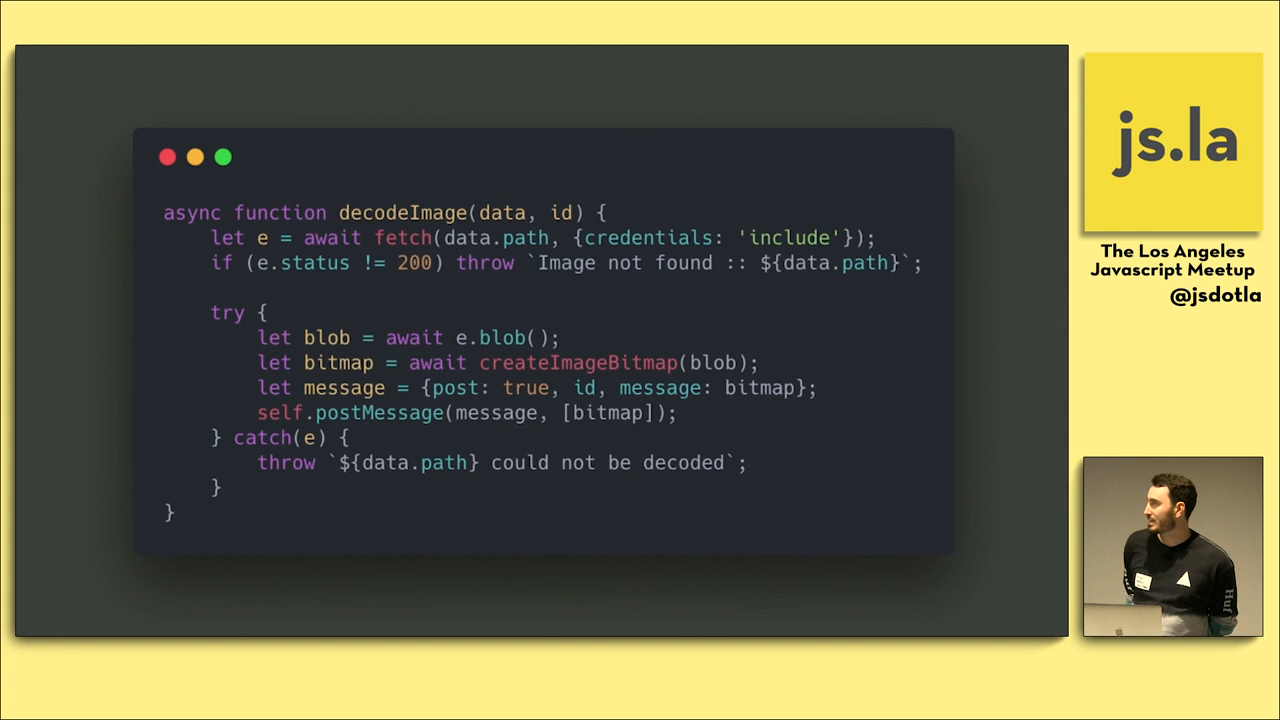 async function decodeImage(data, id) {
    let e = await fetch(data.path, {credentials: 'include'});
    if (e.status != 200) throw `Image not found :: ${data.path}`;

    try {
        let blob = await e.blob();
        let bitmap = await createImageBitmap(blob);
        let message = {post: true, id, message: bitmap};
        self.postMessage(message, [bitmap]);
    } catch(e) {
        throw `${data.path} could not be decoded`;
    }
}
js.la
The Los Angeles
Javascript Meetup
@jsdotla